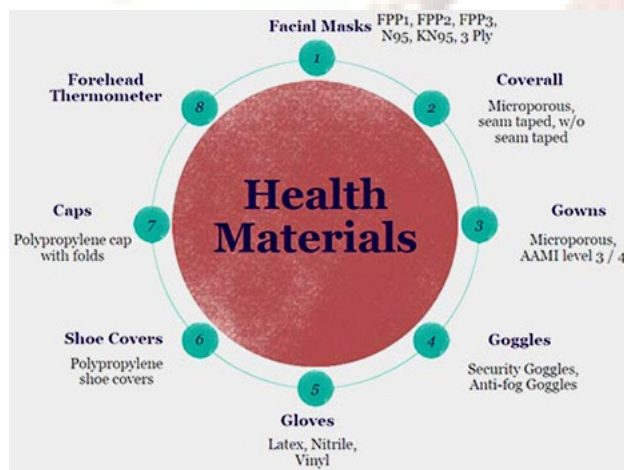 Facial Masks
FPP1, FPP2, FPP3,
N95, KN95, 3 Ply
1
Coverall
Microporous,
seam taped, w/o
seam taped
2
Gowns
Microporous,
AAMI level 3 / 4
3
Goggles
Security Goggles,
Anti-fog Goggles
4
Gloves
Latex, Nitrile,
Vinyl
5
Shoe Covers
Polypropylene
shoe covers
6
Caps
Polypropylene cap
with folds
7
Forehead
Thermometer
8
Health
Materials